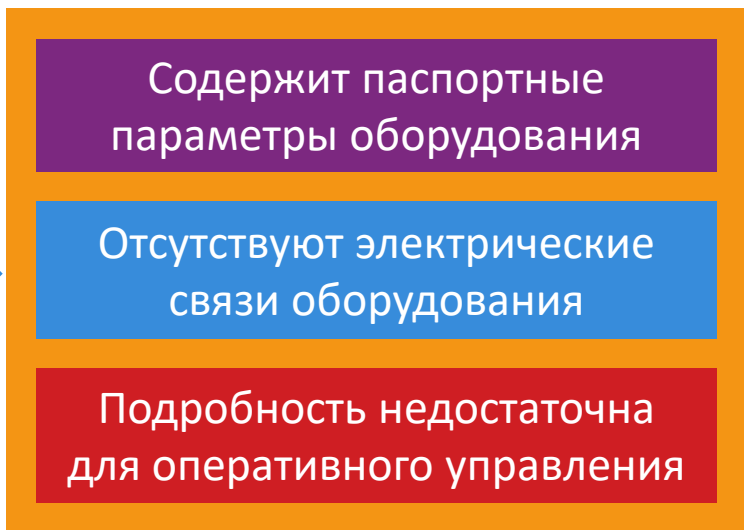 Содержит паспортные
параметры оборудования
Отсутствуют электрические
связи оборудования
Подробность недостаточна
для оперативного управления